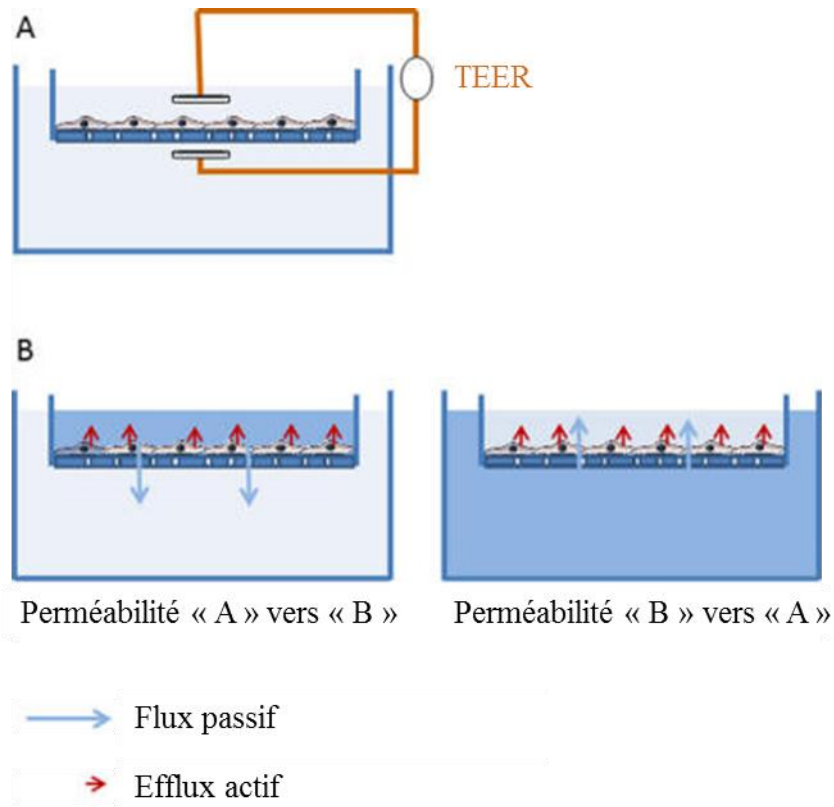 A
TEER
B
Perméabilité « A » vers « B »
Perméabilité « B » vers « A »
Flux passif
Efflux actif